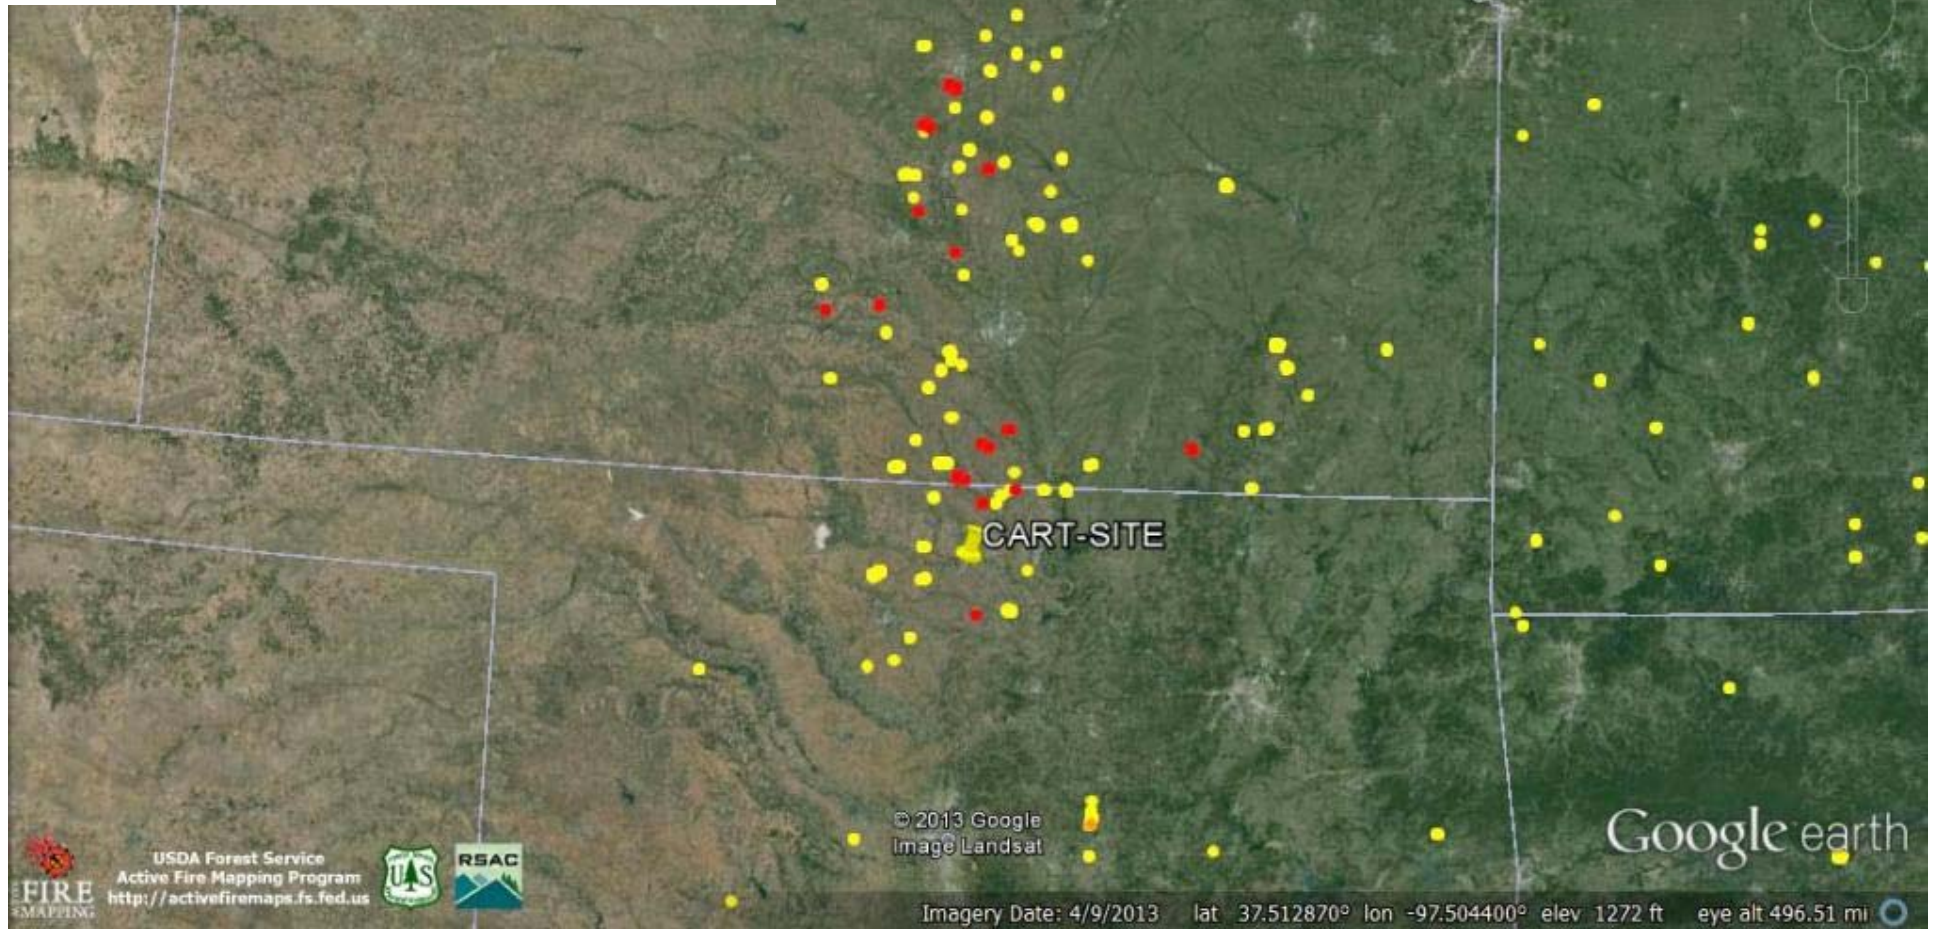 CART-SITE
© 2013 Google
Image Landsat
Google earth
USDA Forest Service
Active Fire Mapping Program
http://activefiremaps.fs.fed.us
FIRE
MAPPING
U S
RSAC
Imagery Date: 4/9/2013 lat 37.512870° lon -97.504400° elev 1272 ft eye alt 496.51 mi